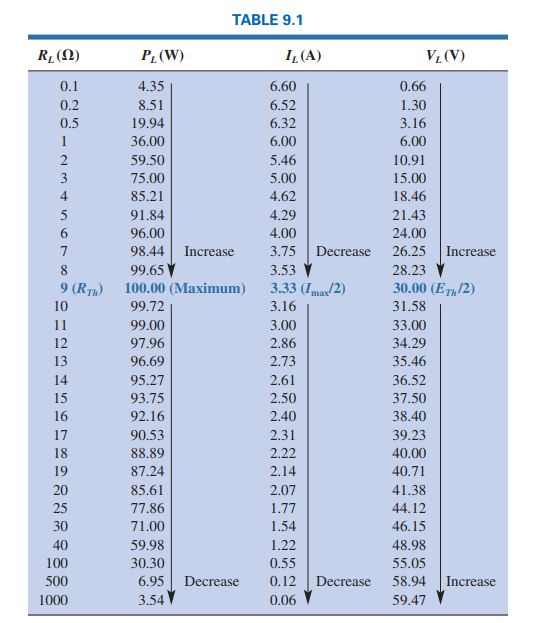 TABLE 9.1
R_L (Ω) P_L (W) I_L (A) V_L (V)
0.1 4.35 6.60 0.66
0.2 8.51 6.52 1.30
0.5 19.94 6.32 3.16
1 36.00 6.00 6.00
2 59.50 5.46 10.91
3 75.00 5.00 15.00
4 85.21 4.62 18.46
5 91.84 4.29 21.43
6 96.00 4.00 24.00
7 98.44 Increase 3.75 Decrease 26.25 Increase
8 99.65 3.53 28.23
9 (R_Th) 100.00 (Maximum) 3.33 (I_max/2) 30.00 (E_Th/2)
10 99.72 3.16 31.58
11 99.00 3.00 33.00
12 97.96 2.86 34.29
13 96.69 2.73 35.46
14 95.27 2.61 36.52
15 93.75 2.50 37.50
16 92.16 2.40 38.40
17 90.53 2.31 39.23
18 88.89 2.22 40.00
19 87.24 2.14 40.71
20 85.61 2.07 41.38
25 77.86 1.77 44.12
30 71.00 1.54 46.15
40 59.98 1.22 48.98
100 30.30 0.55 55.05
500 6.95 Decrease 0.12 Decrease 58.94 Increase
1000 3.54 0.06 59.47